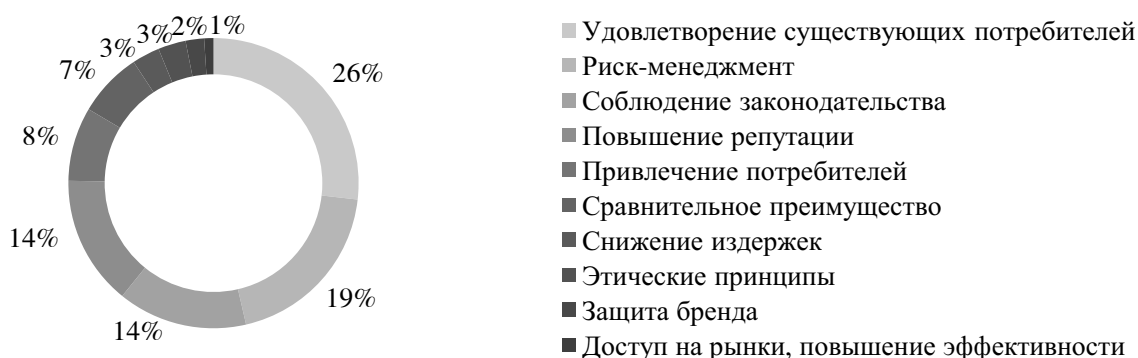 3% 3% 2% 1%
7%
26%
8%
14%
14%
19%
Удовлетворение существующих потребителей
Риск-менеджмент
Соблюдение законодательства
Повышение репутации
Привлечение потребителей
Сравнительное преимущество
Снижение издержек
Этические принципы
Защита бренда
Доступ на рынки, повышение эффективности